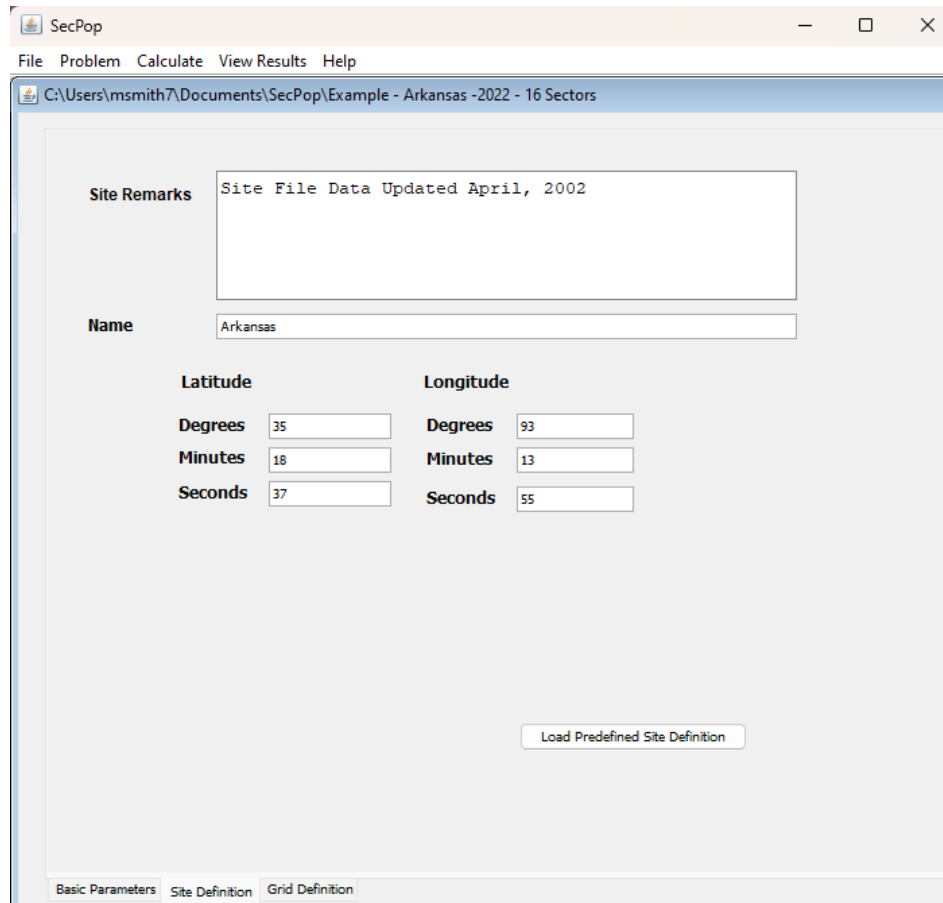 SecPop
File Problem Calculate View Results Help
C:\Users\msmith7\Documents\SecPop\Example - Arkansas -2022 - 16 Sectors
Site Remarks
Site File Data Updated April, 2002
Name
Arkansas
Latitude Longitude
Degrees 35 Degrees 93
Minutes 18 Minutes 13
Seconds 37 Seconds 55
Load Predefined Site Definition
Basic Parameters Site Definition Grid Definition